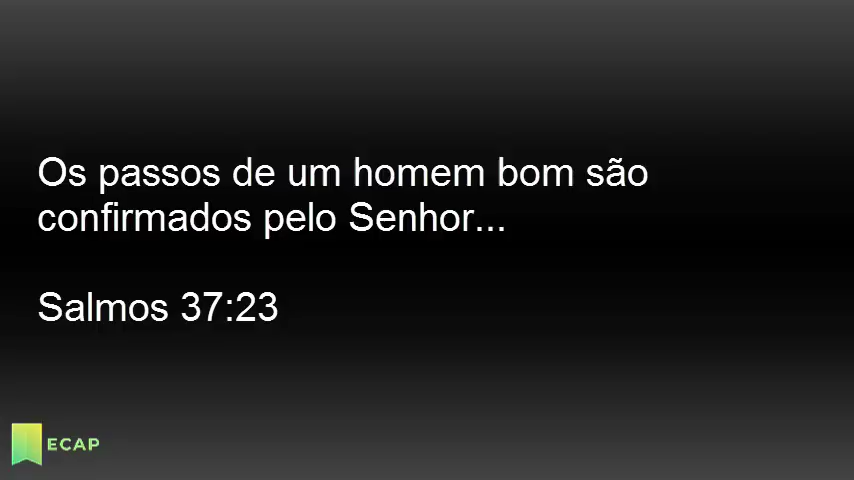 Os passos de um homem bom são
confirmados pelo Senhor...
Salmos 37:23
ECAP